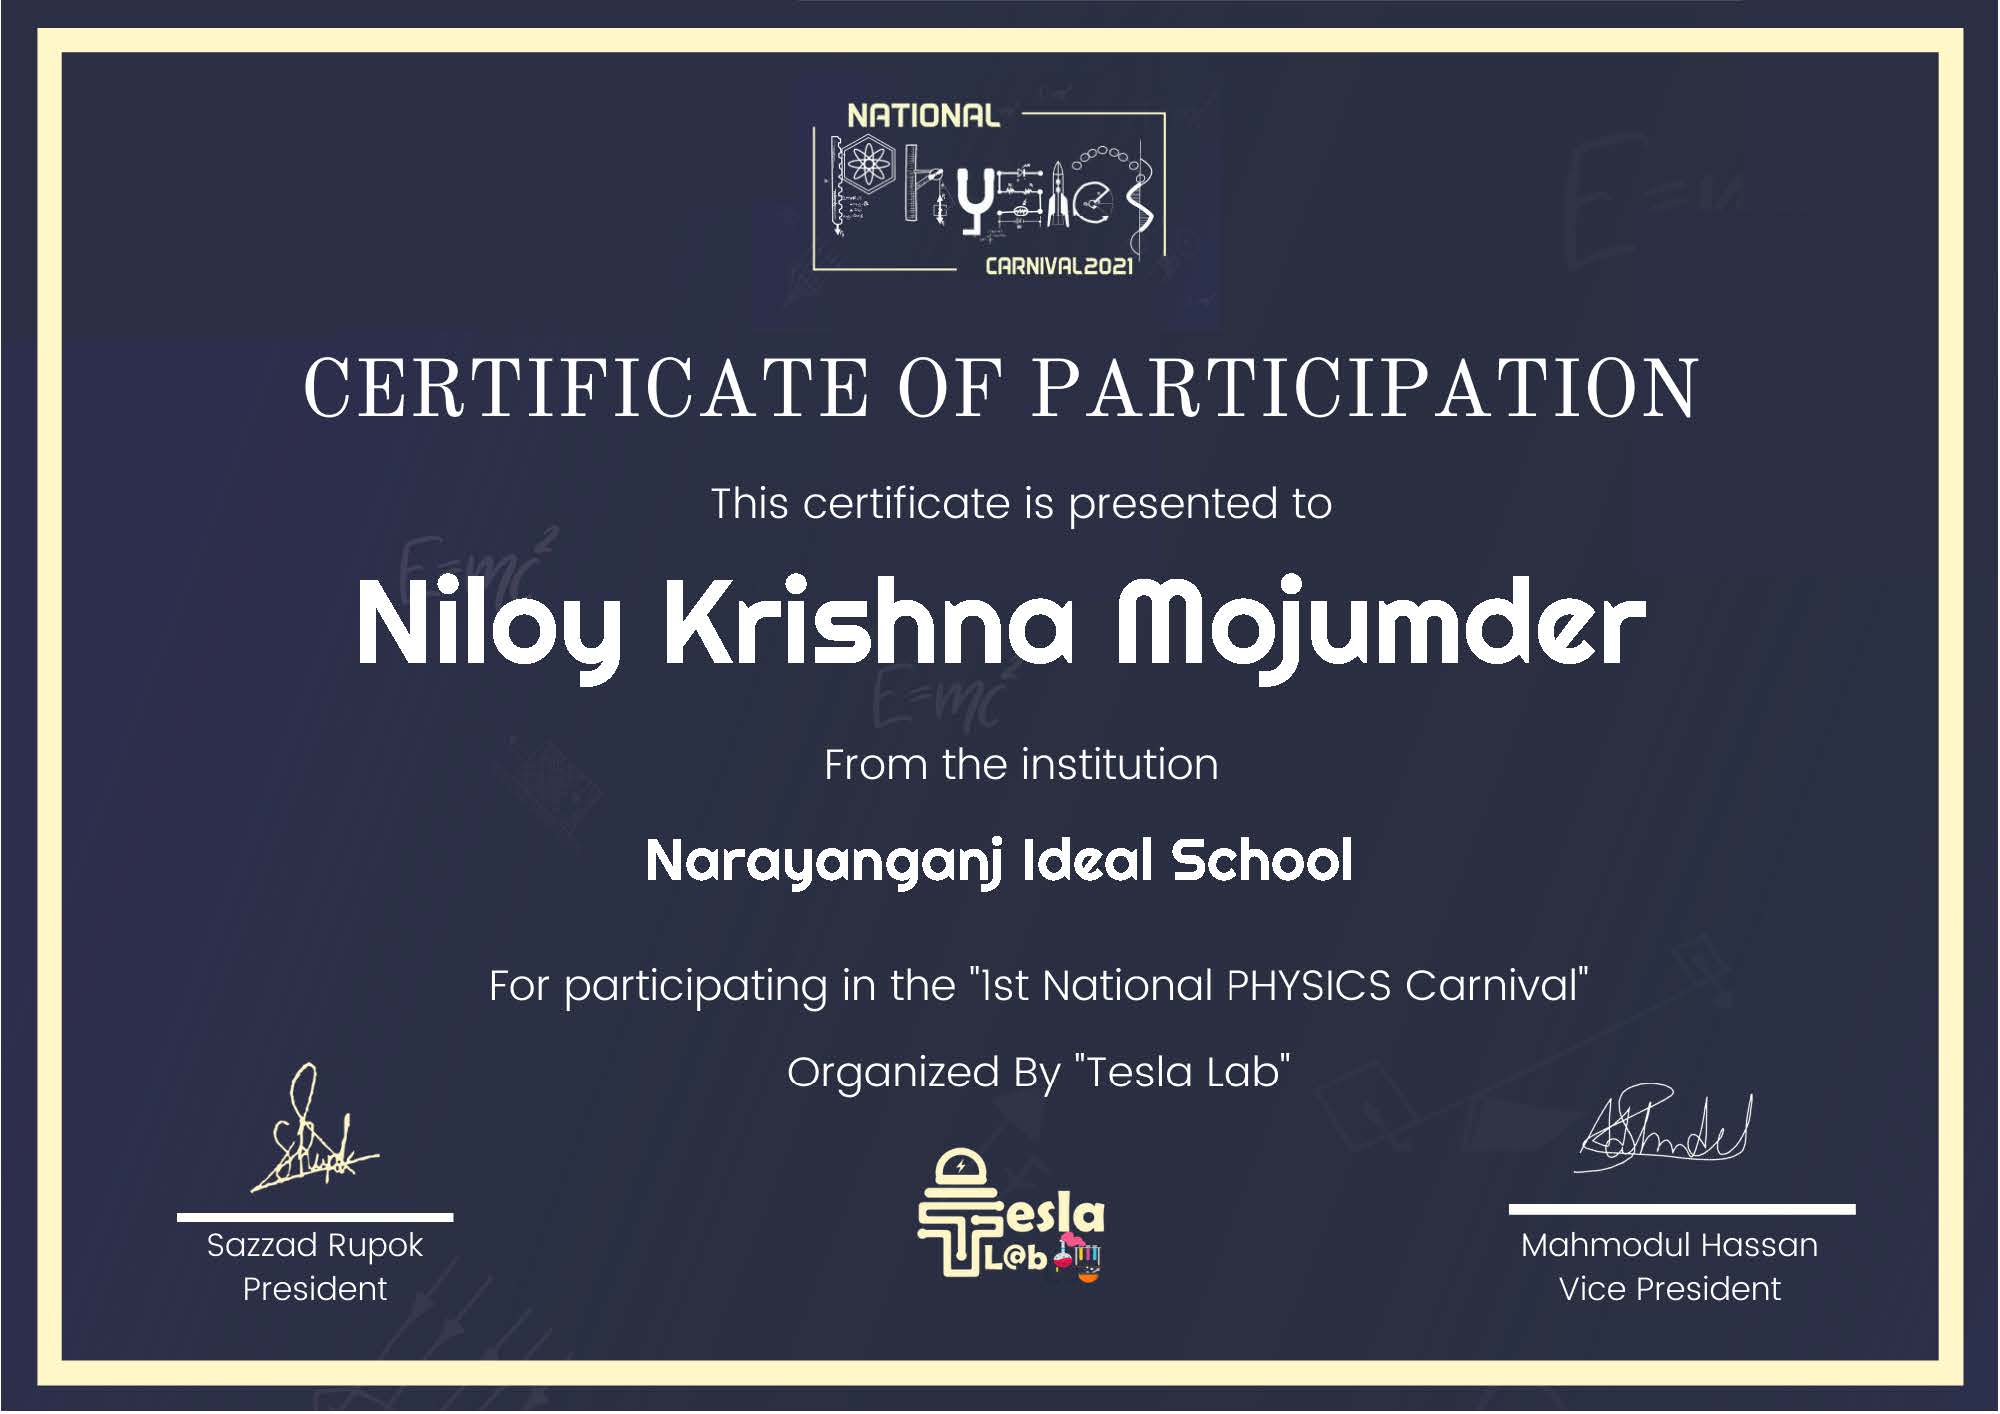 NATIONAL
Physics
CARNIVAL2021
CERTIFICATE OF PARTICIPATION
This certificate is presented to
E=mc²
Niloy Krishna Mojumder
E=mc²
From the institution
Narayanganj Ideal School
For participating in the "1st National PHYSICS Carnival"
Organized By "Tesla Lab"
Tesla
L@b
Sazzad Rupok
President
Mahmodul Hassan
Vice President